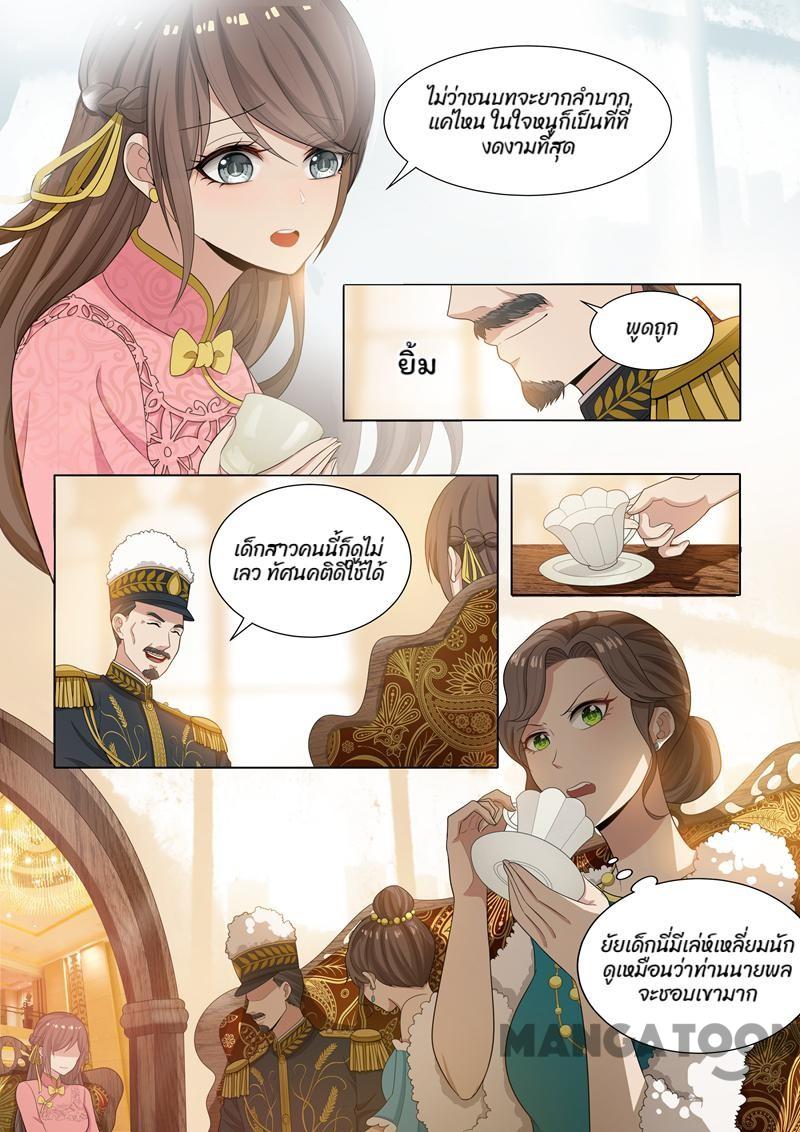 ไม่ว่าชนบทจะยากลำบาก
แค่ไหน ในใจหนูก็เป็นที่ที่
งดงามที่สุด
พูดถูก
ยิ้ม
เด็กสาวคนนี้ก็ดูไม่
เลว ทัศนคติดีใช้ได้
ยัยเด็กนี่มีเล่ห์เหลี่ยมนัก
ดูเหมือนว่าท่านนายพล
จะชอบเขามาก
MANGATOON